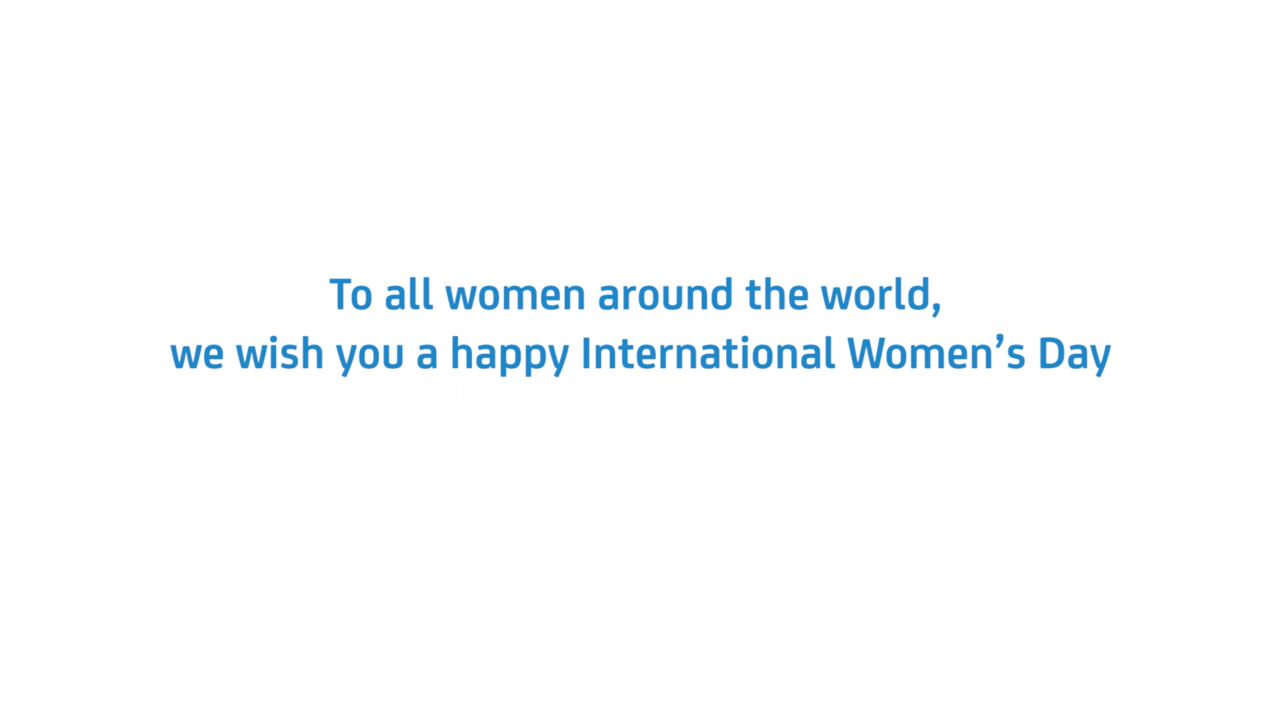 To all women around the world,
we wish you a happy International Women’s Day